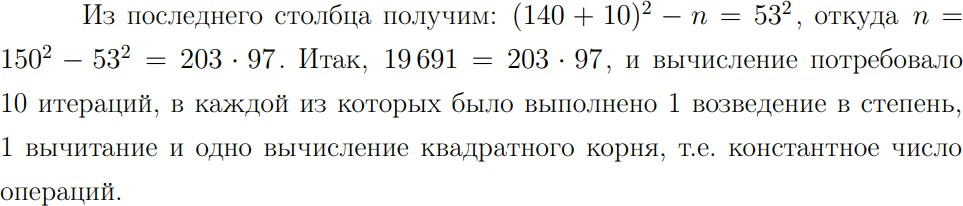 Из последнего столбца получим: (140 + 10)² − n = 53², откуда n =
150² − 53² = 203 · 97. Итак, 19 691 = 203 · 97, и вычисление потребовало
10 итераций, в каждой из которых было выполнено 1 возведение в степень,
1 вычитание и одно вычисление квадратного корня, т.е. константное число
операций.